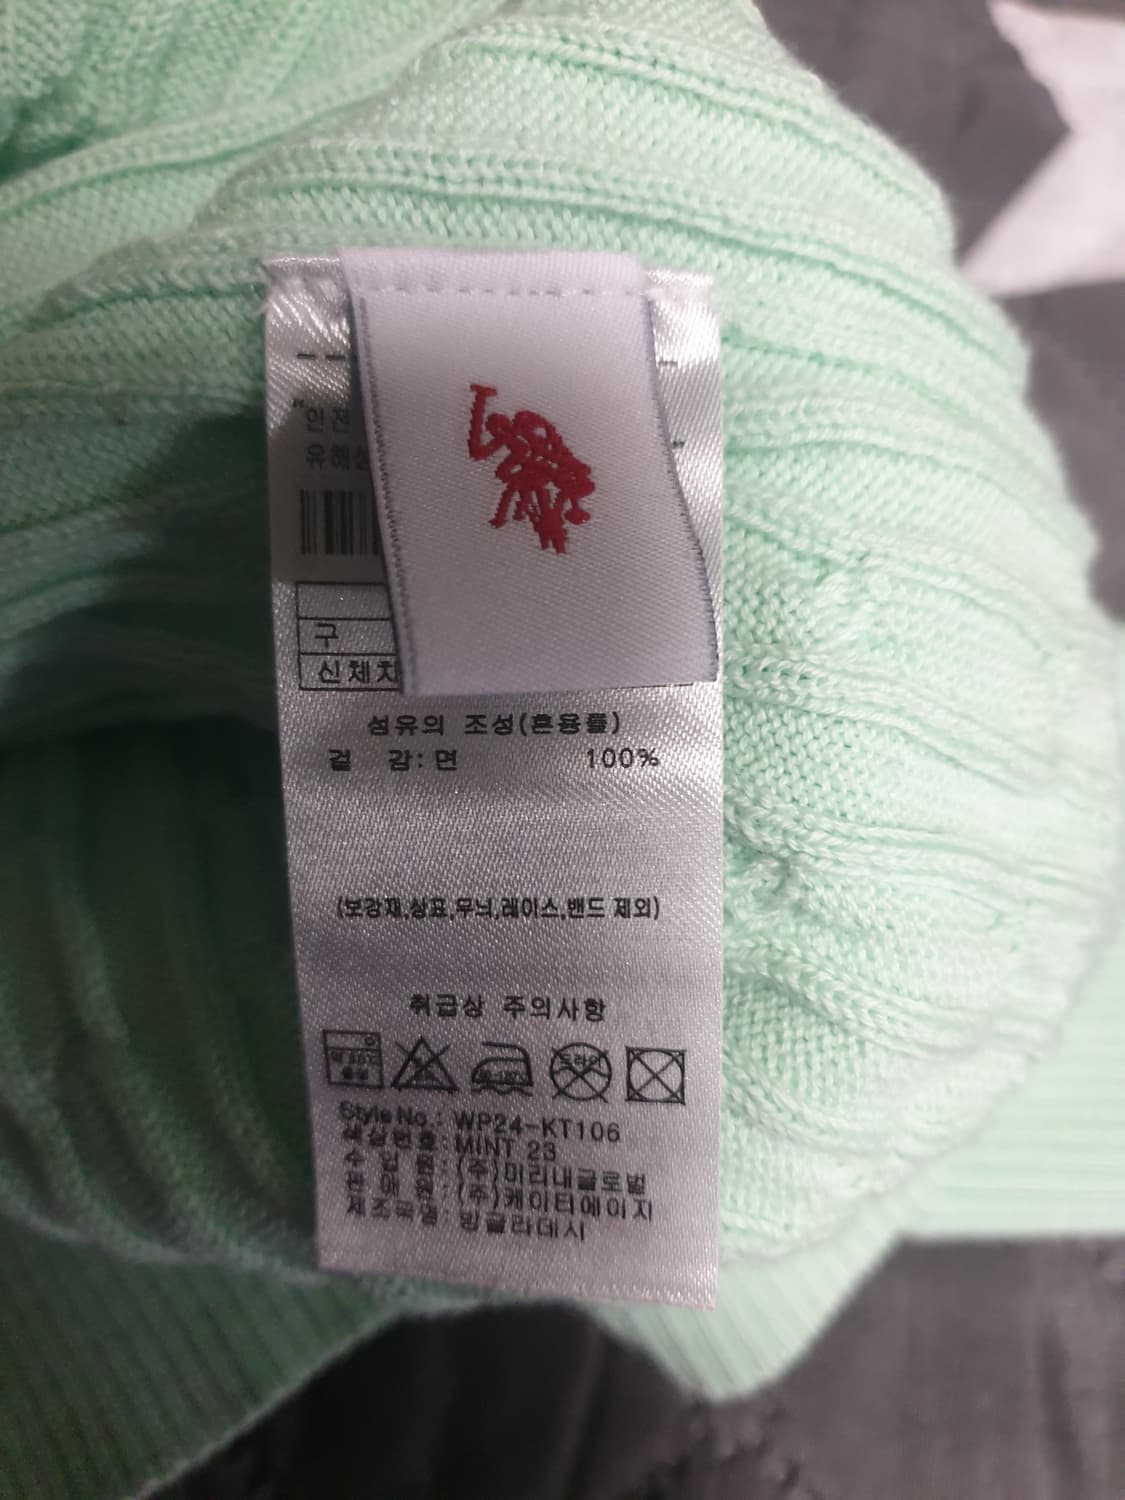 "안전
유해성
구
신체치
섬유의 조성(혼용률)
겉 감:면 100%
(보강재,상표,무늬,레이스,밴드 제외)
취급상 주의사항
드라이
Style No.: WP24-KT106
색상번호: MINT 23
수 입 원: (주)미리내글로벌
판 매 원: (주)케이티에이지
제조국명: 방글라데시